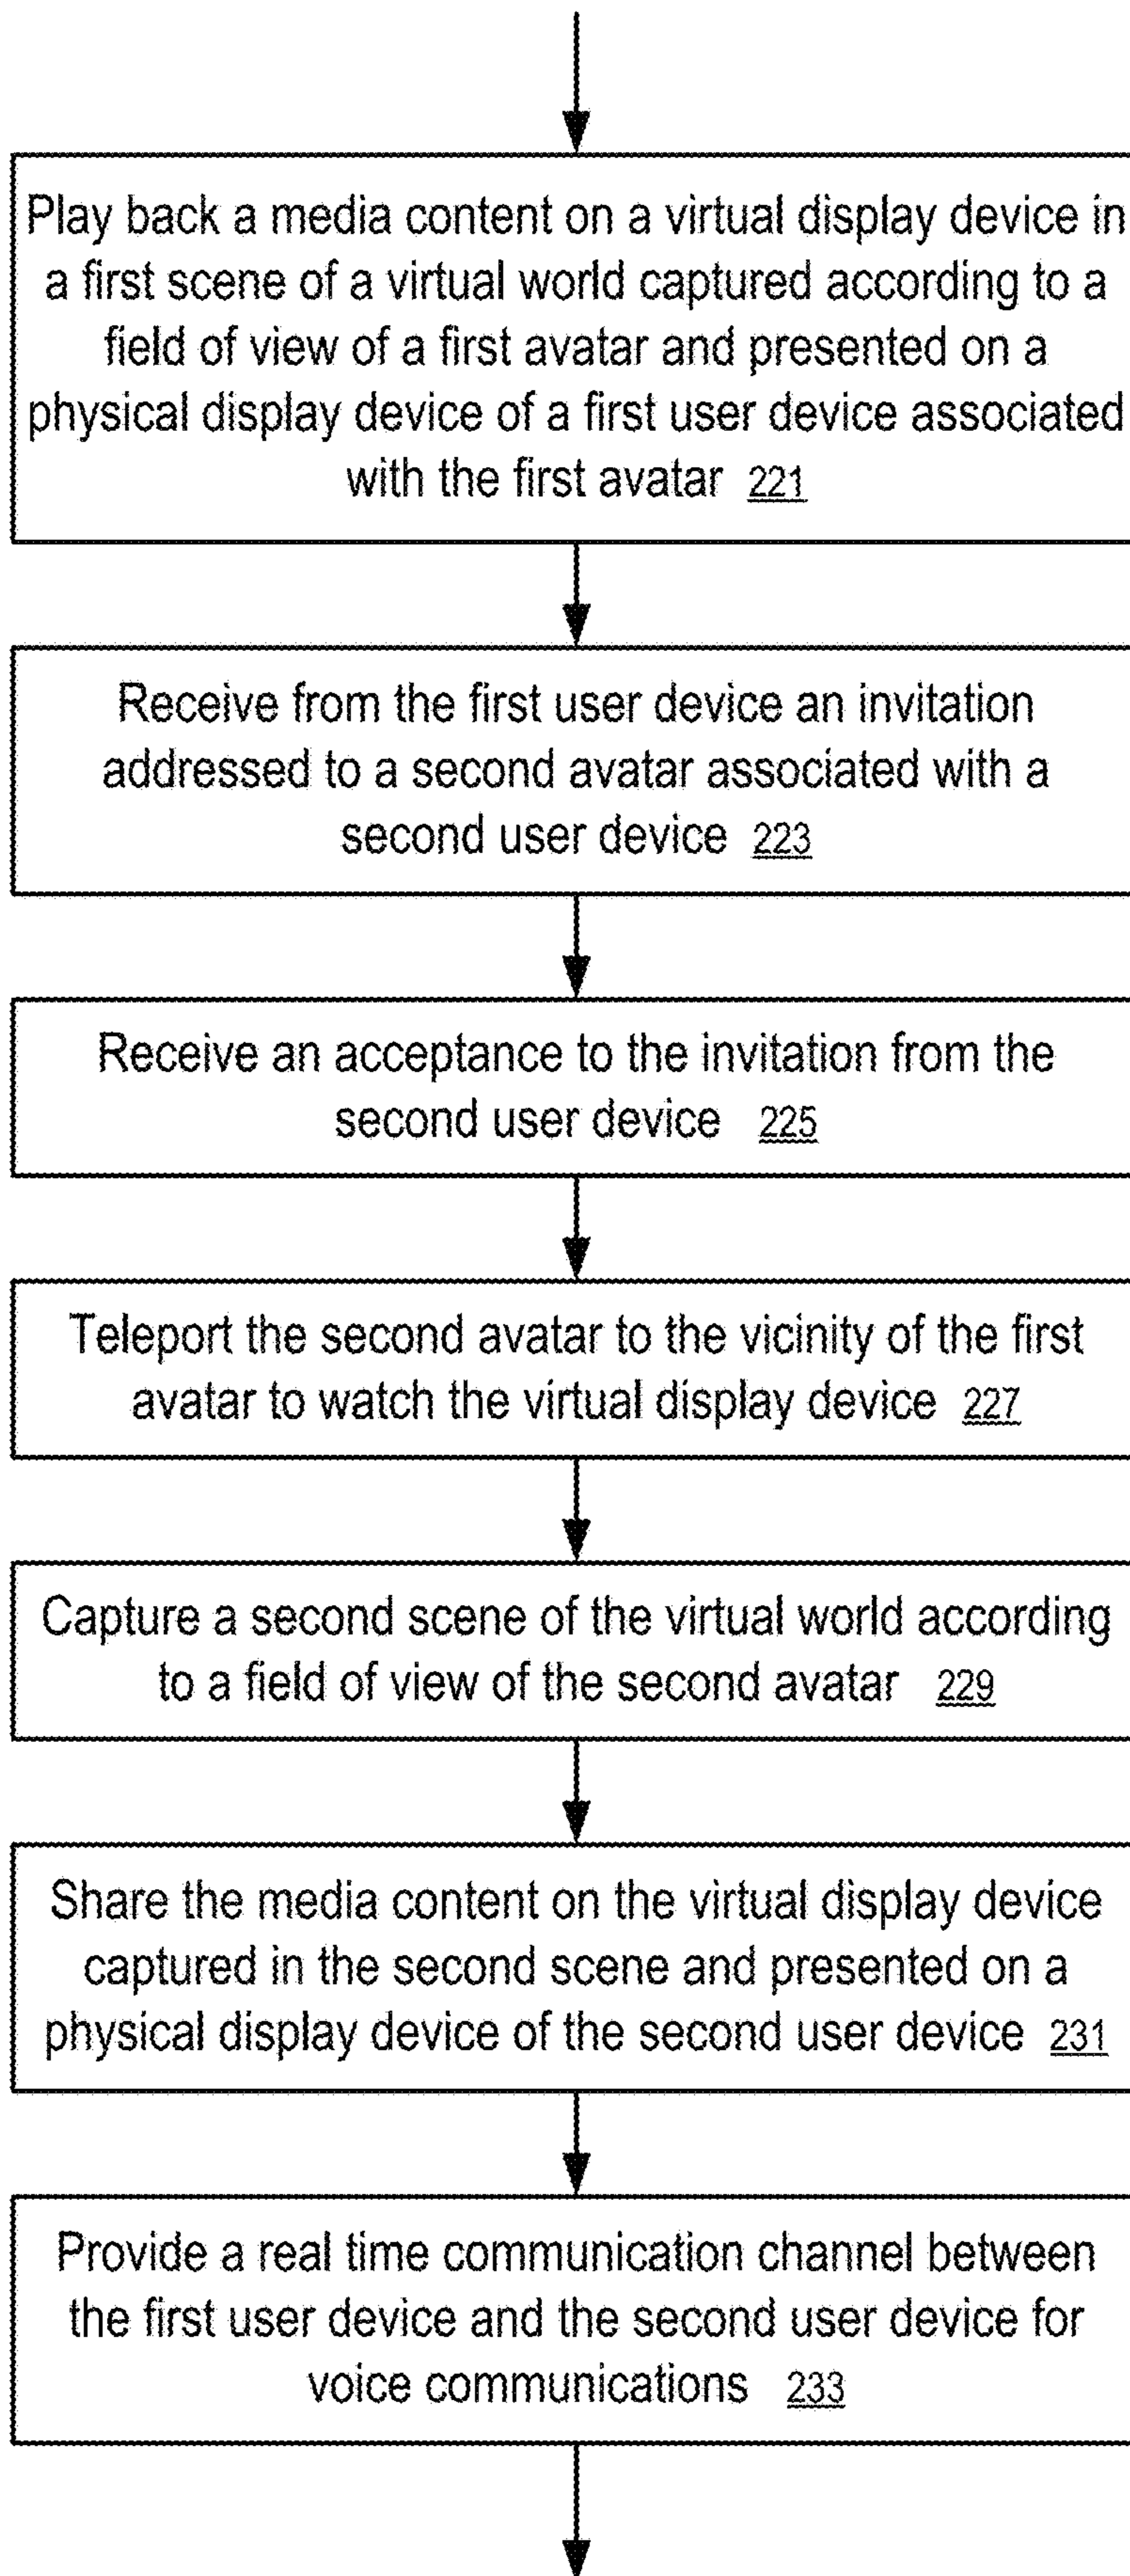 Play back a media content on a virtual display device in
a first scene of a virtual world captured according to a
field of view of a first avatar and presented on a
physical display device of a first user device associated
with the first avatar 221
Receive from the first user device an invitation
addressed to a second avatar associated with a
second user device 223
Receive an acceptance to the invitation from the
second user device 225
Teleport the second avatar to the vicinity of the first
avatar to watch the virtual display device 227
Capture a second scene of the virtual world according
to a field of view of the second avatar 229
Share the media content on the virtual display device
captured in the second scene and presented on a
physical display device of the second user device 231
Provide a real time communication channel between
the first user device and the second user device for
voice communications 233